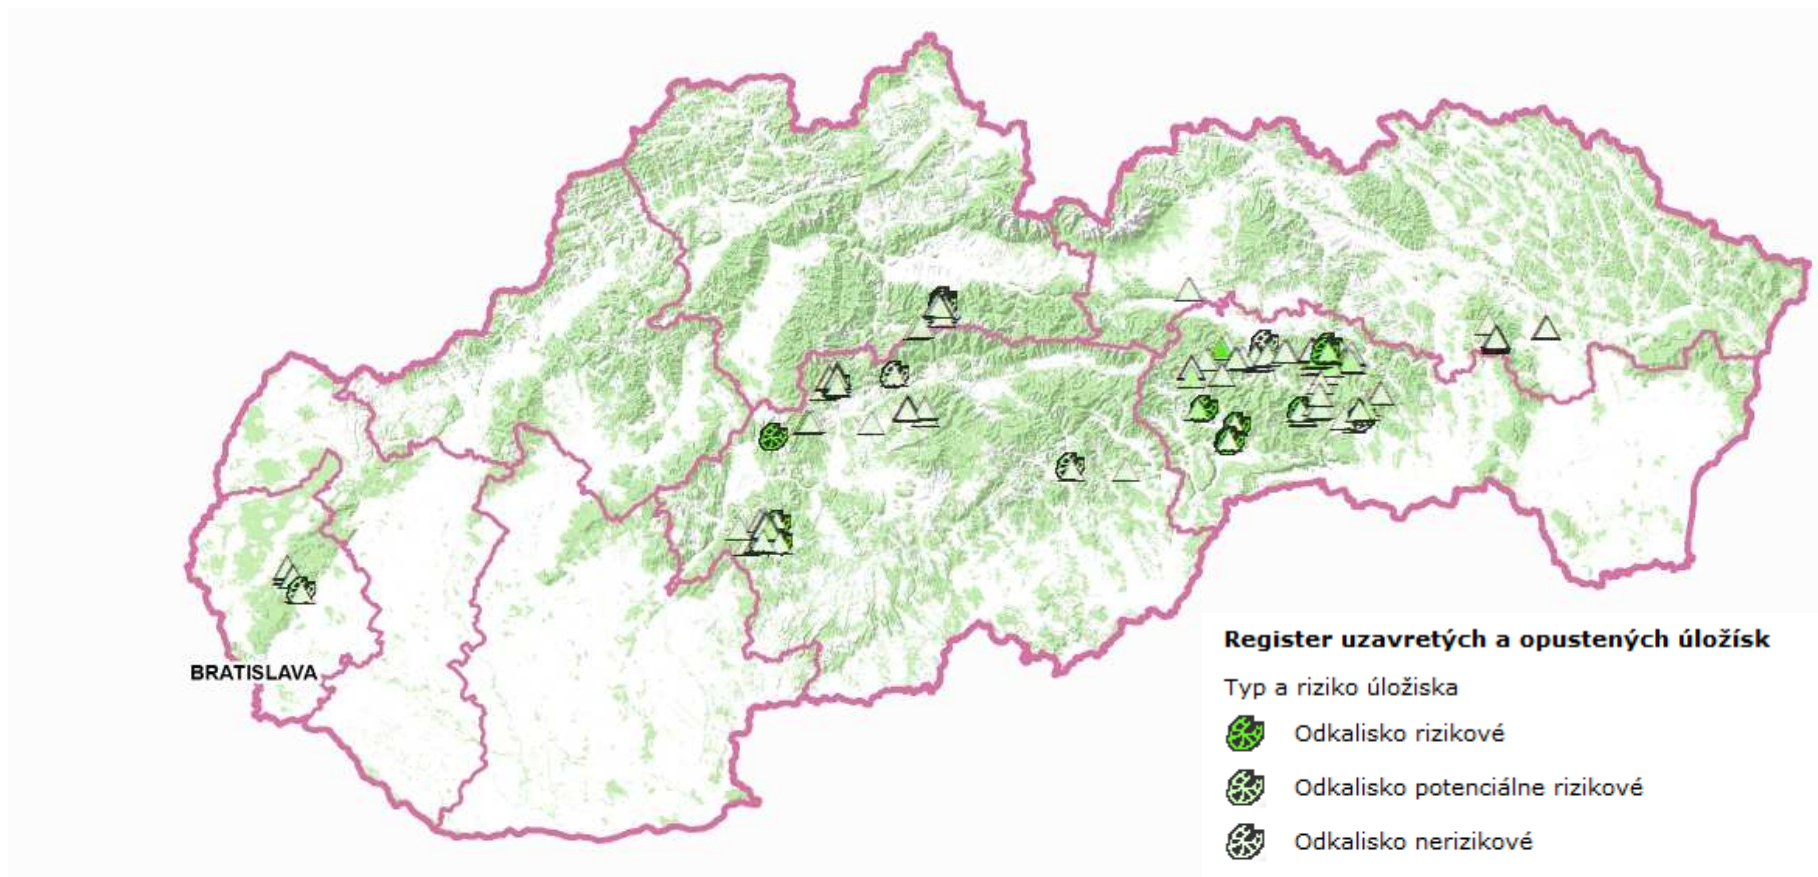 BRATISLAVA
Register uzavretých a opustených úložísk
Typ a riziko úložiska
Odkalisko rizikové
Odkalisko potenciálne rizikové
Odkalisko nerizikové